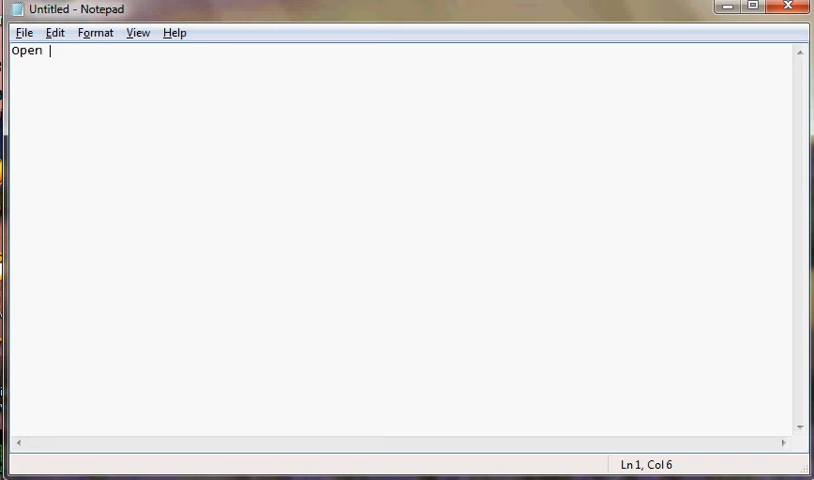 Untitled - Notepad
File Edit Format View Help
Open
Ln 1, Col 6